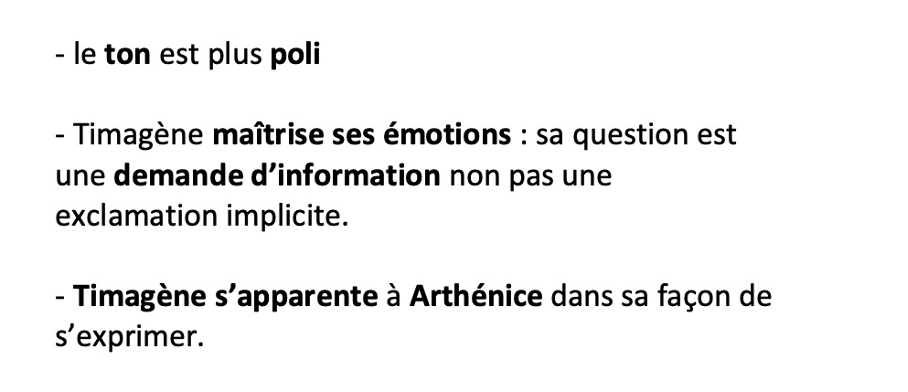 - le ton est plus poli
- Timagène maîtrise ses émotions : sa question est
une demande d’information non pas une
exclamation implicite.
- Timagène s’apparente à Arthénice dans sa façon de
s’exprimer.